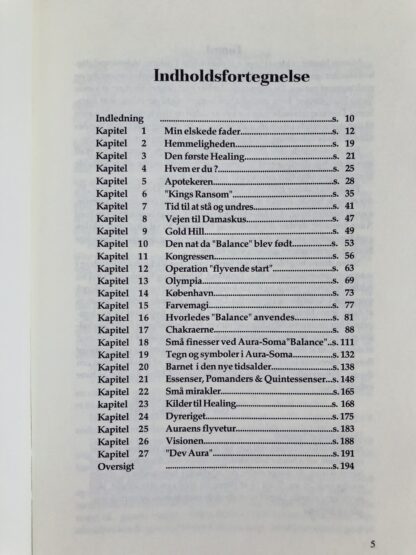 Indholdsfortegnelse
Indledning ........................................s. 10
Kapitel 1 Min elskede fader........................s. 12
Kapitel 2 Hemmeligheden........................s. 19
Kapitel 3 Den første Healing........................s. 21
Kapitel 4 Hvem er du ?........................s. 25
Kapitel 5 Apotekeren........................s. 28
Kapitel 6 "Kings Ransom"........................s. 35
Kapitel 7 Tid til at stå og undres........................s. 41
Kapitel 8 Vejen til Damaskus........................s. 47
Kapitel 9 Gold Hill........................s. 49
Kapitel 10 Den nat da "Balance" blev født........s. 53
Kapitel 11 Kongressen........................s. 56
Kapitel 12 Operation "flyvende start"................s. 63
Kapitel 13 Olympia........................s. 69
Kapitel 14 København........................s. 73
Kapitel 15 Farvemagi........................s. 77
Kapitel 16 Hvorledes "Balance" anvendes........s. 81
Kapitel 17 Chakraerne........................s. 88
Kapitel 18 Små finesser ved Aura-Soma"Balance"..s. 111
Kapitel 19 Tegn og symboler i Aura-Soma............s. 132
Kapitel 20 Barnet i den nye tidsalder................s. 138
Kapitel 21 Essenser, Pomanders & Quintessenser...s. 148
Kapitel 22 Små mirakler........................s. 165
kapitel 23 Kilder til Healing........................s. 168
Kapitel 24 Dyreriget........................s. 175
Kapitel 25 Auraens flyvetur........................s. 183
Kapitel 26 Visionen........................s. 188
Kapitel 27 "Dev Aura"........................s. 191
Oversigt ........................................s. 194
5